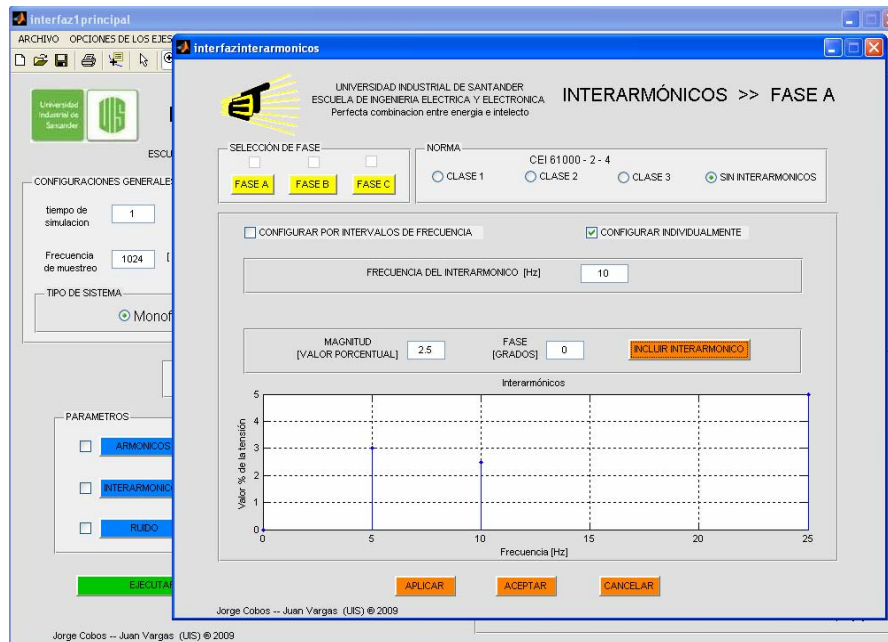 interfaz1principal
ARCHIVO OPCIONES DE LOS EJES
Universidad
Industrial de
Santander
UIS
ESCU
CONFIGURACIONES GENERALES
tiempo de
simulacion
1
Frecuencia
de muestreo
1024
[
TIPO DE SISTEMA
Monof
PARAMETROS
ARMONICOS
INTERARMONIC
RUIDO
EJECUTAR
Jorge Cobos -- Juan Vargas (UIS) ® 2009
interfazinterarmonicos
UNIVERSIDAD INDUSTRIAL DE SANTANDER
ESCUELA DE INGENIERIA ELECTRICA Y ELECTRONICA
Perfecta combinacion entre energia e intelecto
INTERARMÓNICOS >> FASE A
SELECCIÓN DE FASE
FASE A FASE B FASE C
NORMA
CEI 61000 - 2 - 4
CLASE 1 CLASE 2 CLASE 3 SIN INTERARMONICOS
CONFIGURAR POR INTERVALOS DE FRECUENCIA
CONFIGURAR INDIVIDUALMENTE
FRECUENCIA DEL INTERARMONICO [Hz] 10
MAGNITUD
[VALOR PORCENTUAL]
2.5
FASE
[GRADOS]
0
INCLUIR INTERARMONICO
Interarmónicos
Valor % de la tensión
5
4
3
2
1
0
0 5 10 15 20 25
Frecuencia [Hz]
APLICAR ACEPTAR CANCELAR
Jorge Cobos -- Juan Vargas (UIS) ® 2009